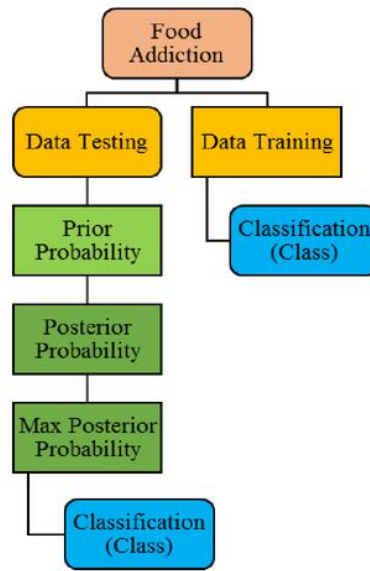 Food
Addiction
Data Testing
Data Training
Prior
Probability
Classification
(Class)
Posterior
Probability
Max Posterior
Probability
Classification
(Class)